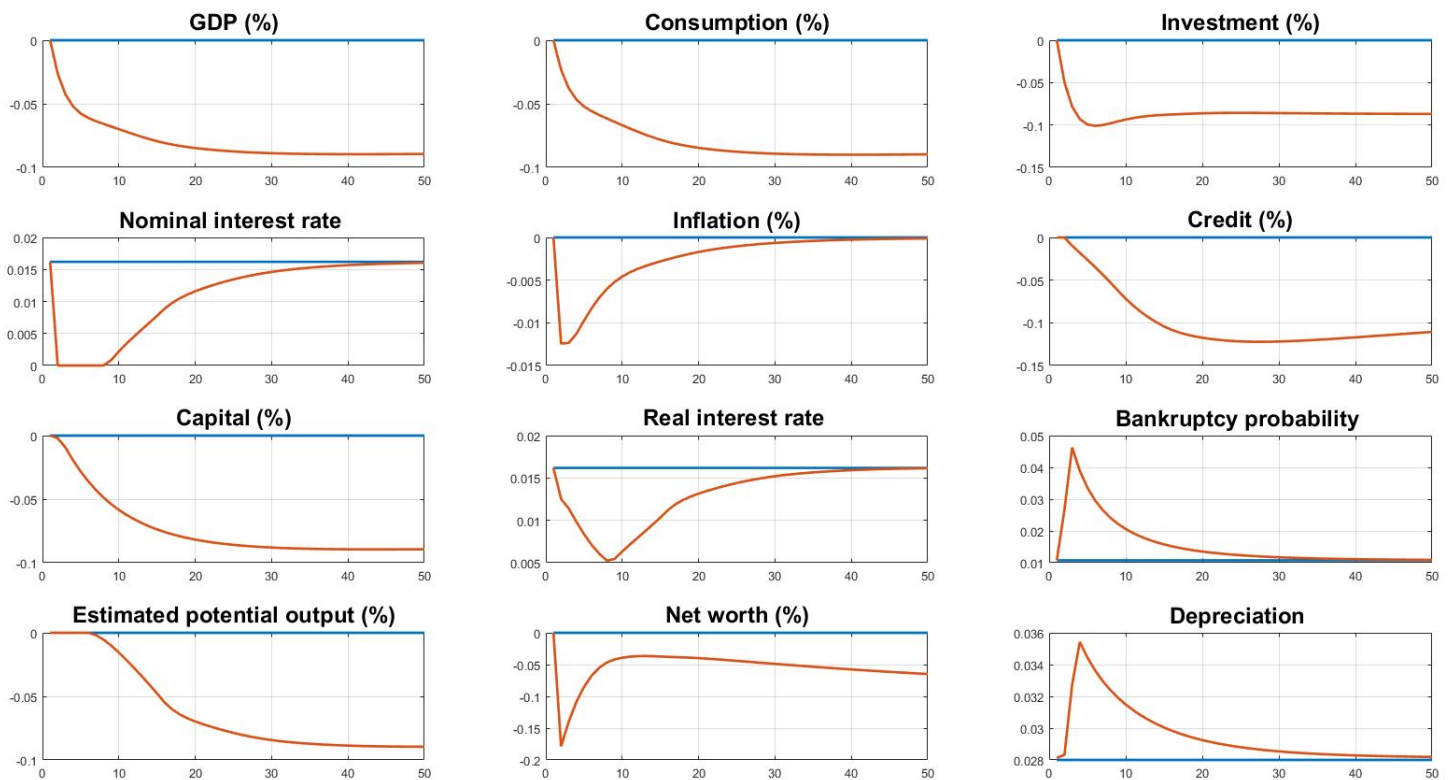 GDP (%)
0
-0.05
-0.1
0 10 20 30 40 50
Consumption (%)
0
-0.05
-0.1
0 10 20 30 40 50
Investment (%)
0
-0.05
-0.1
-0.15
0 10 20 30 40 50
Nominal interest rate
0.02
0.015
0.01
0.005
0
0 10 20 30 40 50
Inflation (%)
0
-0.005
-0.01
-0.015
0 10 20 30 40 50
Credit (%)
0
-0.05
-0.1
-0.15
0 10 20 30 40 50
Capital (%)
0
-0.05
-0.1
0 10 20 30 40 50
Real interest rate
0.02
0.015
0.01
0.005
0 10 20 30 40 50
Bankruptcy probability
0.05
0.04
0.03
0.02
0.01
0 10 20 30 40 50
Estimated potential output (%)
0
-0.05
-0.1
0 10 20 30 40 50
Net worth (%)
0
-0.05
-0.1
-0.15
-0.2
0 10 20 30 40 50
Depreciation
0.036
0.034
0.032
0.03
0.028
0 10 20 30 40 50